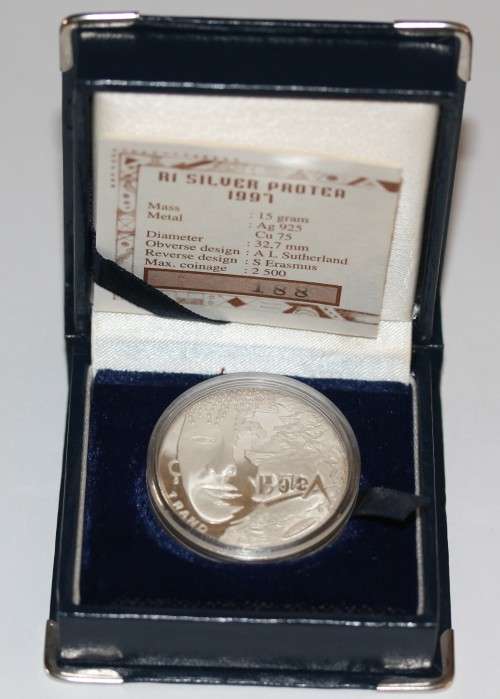 R1 SILVER PROTEA
1997
Mass : 15 gram
Metal : Ag 925
Cu 75
Diameter : 32,7 mm
Obverse design : A L Sutherland
Reverse design : S Erasmus
Max. coinage : 2 500
188
1 RAND